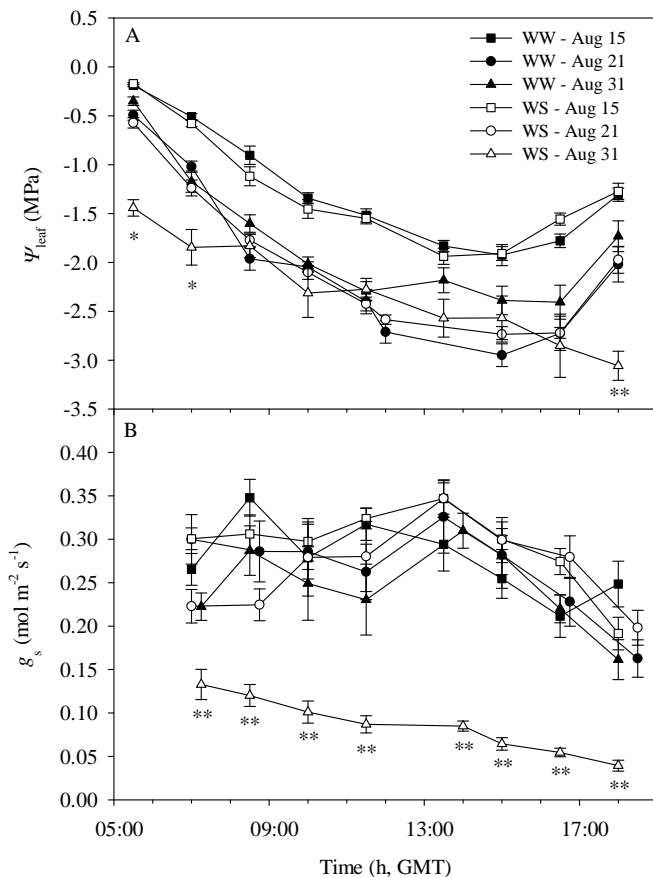 A
WW - Aug 15
WW - Aug 21
WW - Aug 31
WS - Aug 15
WS - Aug 21
WS - Aug 31
0.0
-0.5
-1.0
-1.5
-2.0
-2.5
-3.0
-3.5
Ψleaf (MPa)
*
*
**
B
0.40
0.35
0.30
0.25
0.20
0.15
0.10
0.05
0.00
gs (mol m-2 s-1)
** ** ** ** ** ** ** **
05:00 09:00 13:00 17:00
Time (h, GMT)